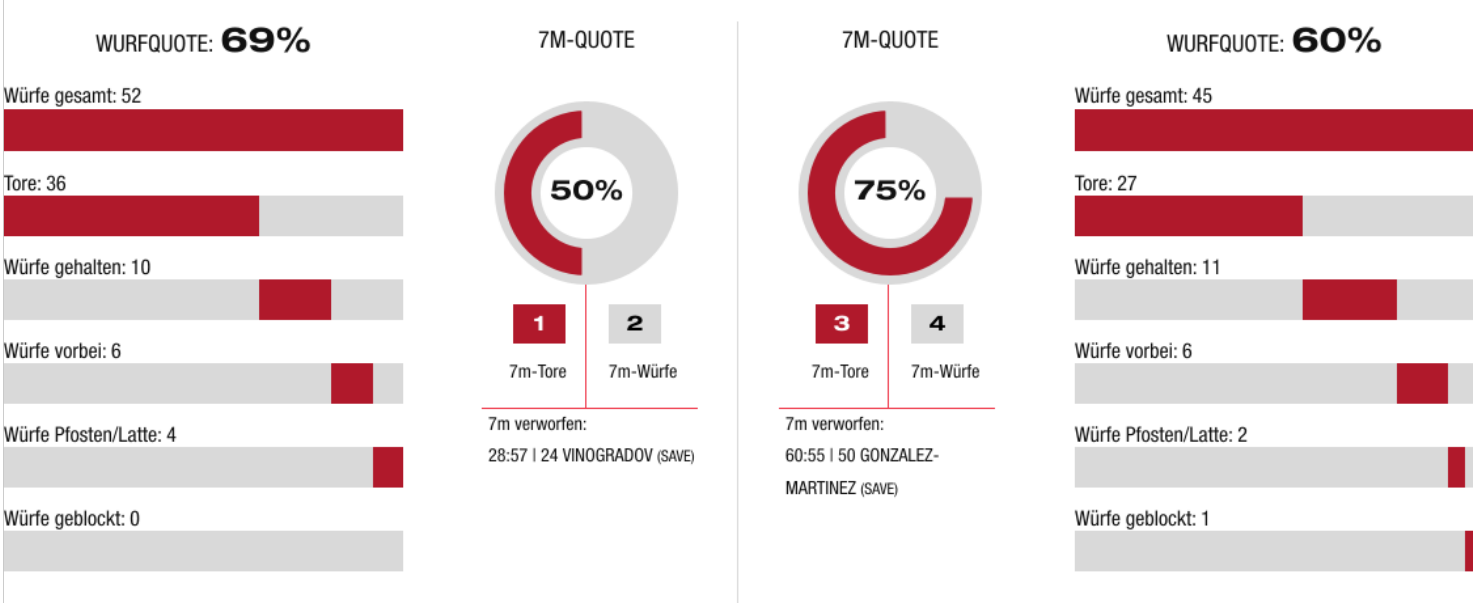 WURFQUOTE: 69%
Würfe gesamt: 52
Tore: 36
Würfe gehalten: 10
Würfe vorbei: 6
Würfe Pfosten/Latte: 4
Würfe geblockt: 0
7M-QUOTE
50%
1 2
7m-Tore 7m-Würfe
7m verworfen:
28:57 | 24 VINOGRADOV (SAVE)
7M-QUOTE
75%
3 4
7m-Tore 7m-Würfe
7m verworfen:
60:55 | 50 GONZALEZ-
MARTINEZ (SAVE)
WURFQUOTE: 60%
Würfe gesamt: 45
Tore: 27
Würfe gehalten: 11
Würfe vorbei: 6
Würfe Pfosten/Latte: 2
Würfe geblockt: 1